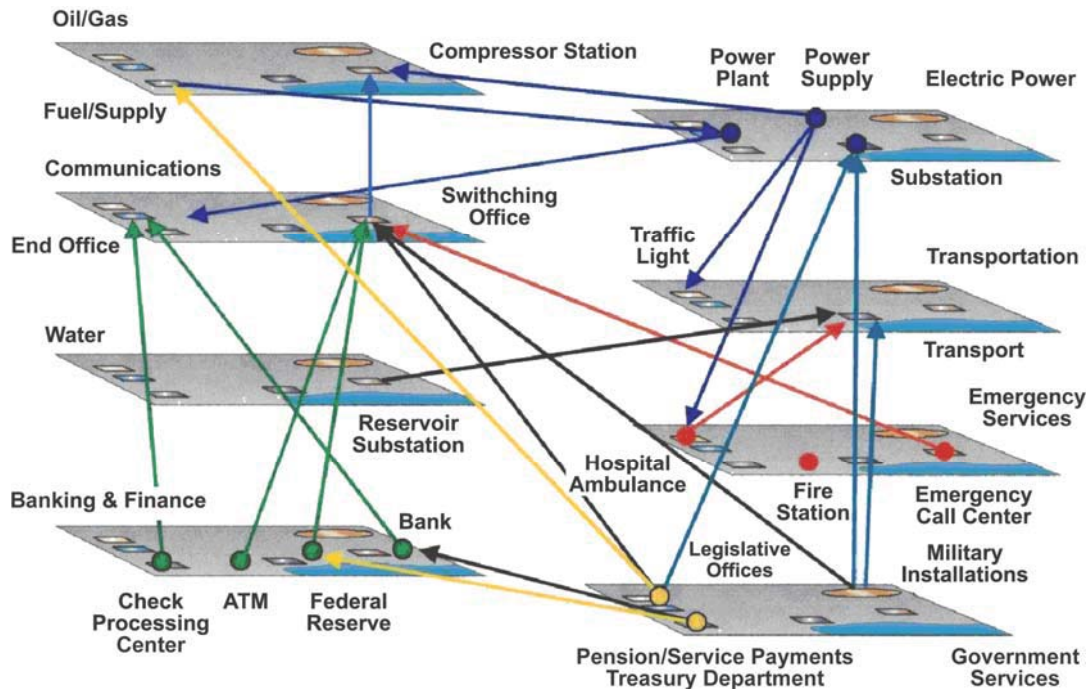 Oil/Gas
Compressor Station
Power
Plant
Power
Supply
Electric Power
Fuel/Supply
Communications
Swithching
Office
Substation
End Office
Traffic
Light
Transportation
Water
Transport
Reservoir
Substation
Emergency
Services
Hospital
Ambulance
Fire
Station
Emergency
Call Center
Banking & Finance
Bank
Legislative
Offices
Military
Installations
Check
Processing
Center
ATM
Federal
Reserve
Pension/Service Payments
Treasury Department
Government
Services